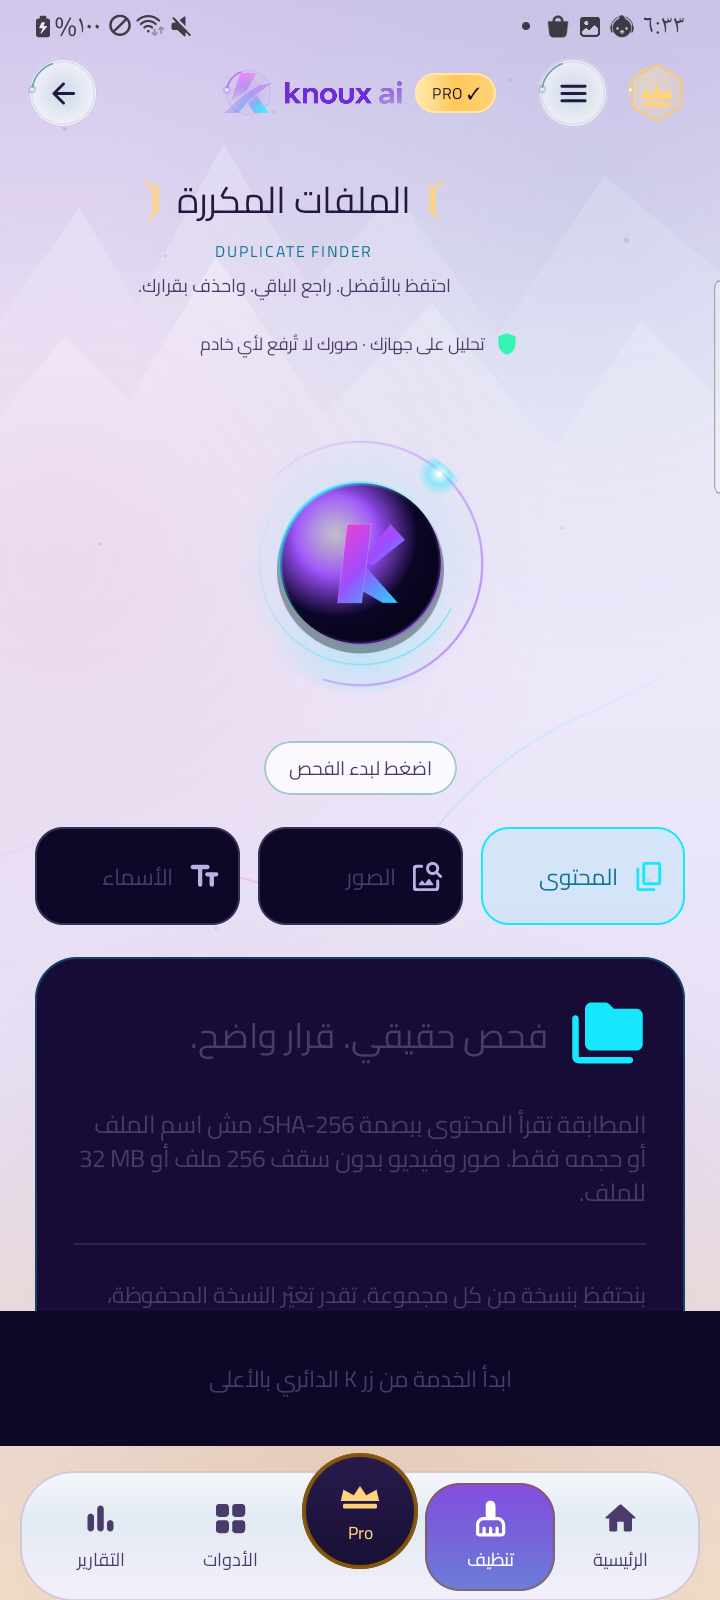 ٦:٣٣
%١٠٠
knoux ai
PRO ✓
الملفات المكررة
DUPLICATE FINDER
احتفظ بالأفضل. راجع الباقي. واحذف بقرارك.
تحليل على جهازك · صورك لا تُرفع لأي خادم
اضغط لبدء الفحص
المحتوى
الصور
الأسماء
فحص حقيقي. قرار واضح.
المطابقة تقرأ المحتوى ببصمة SHA-256، مش اسم الملف
أو حجمه فقط. صور وفيديو بدون سقف 256 ملف أو 32 MB
للملف.
بنحتفظ بنسخة من كل مجموعة. تقدر تغيّر النسخة المحفوظة،
ابدأ الخدمة من زر K الدائري بالأعلى
الرئيسية
تنظيف
Pro
الأدوات
التقارير